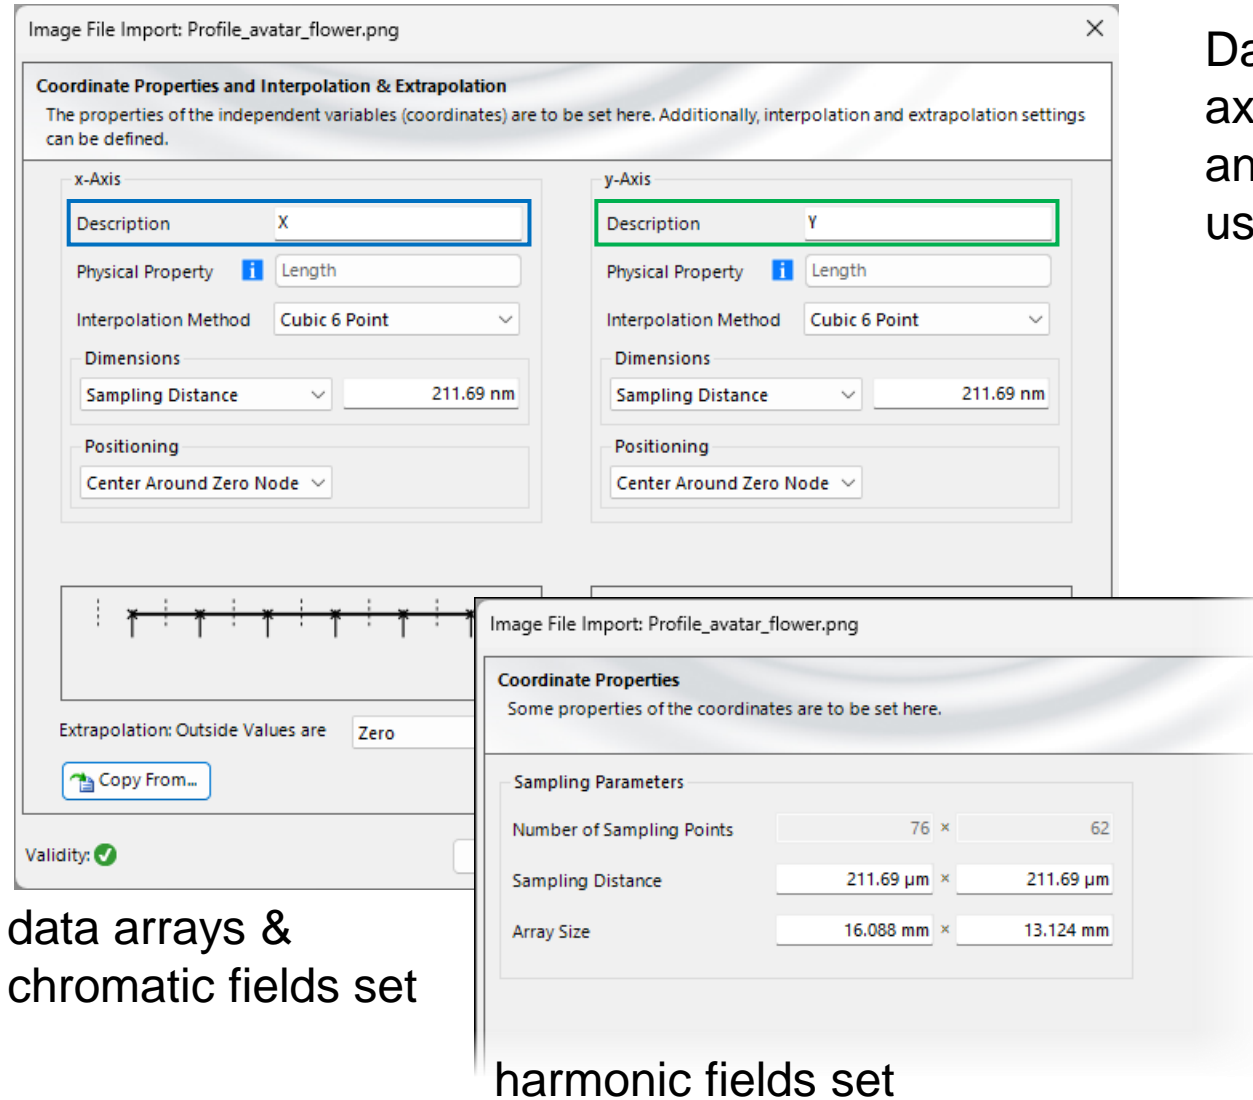 Image File Import: Profile_avatar_flower.png
Coordinate Properties and Interpolation & Extrapolation
The properties of the independent variables (coordinates) are to be set here. Additionally, interpolation and extrapolation settings
can be defined.
x-Axis
Description X
Physical Property Length
Interpolation Method Cubic 6 Point
Dimensions
Sampling Distance 211.69 nm
Positioning
Center Around Zero Node
y-Axis
Description Y
Physical Property Length
Interpolation Method Cubic 6 Point
Dimensions
Sampling Distance 211.69 nm
Positioning
Center Around Zero Node
Extrapolation: Outside Values are Zero
Copy From...
Validity:
data arrays &
chromatic fields set
Image File Import: Profile_avatar_flower.png
Coordinate Properties
Some properties of the coordinates are to be set here.
Sampling Parameters
Number of Sampling Points 76 × 62
Sampling Distance 211.69 µm × 211.69 µm
Array Size 16.088 mm × 13.124 mm
harmonic fields set